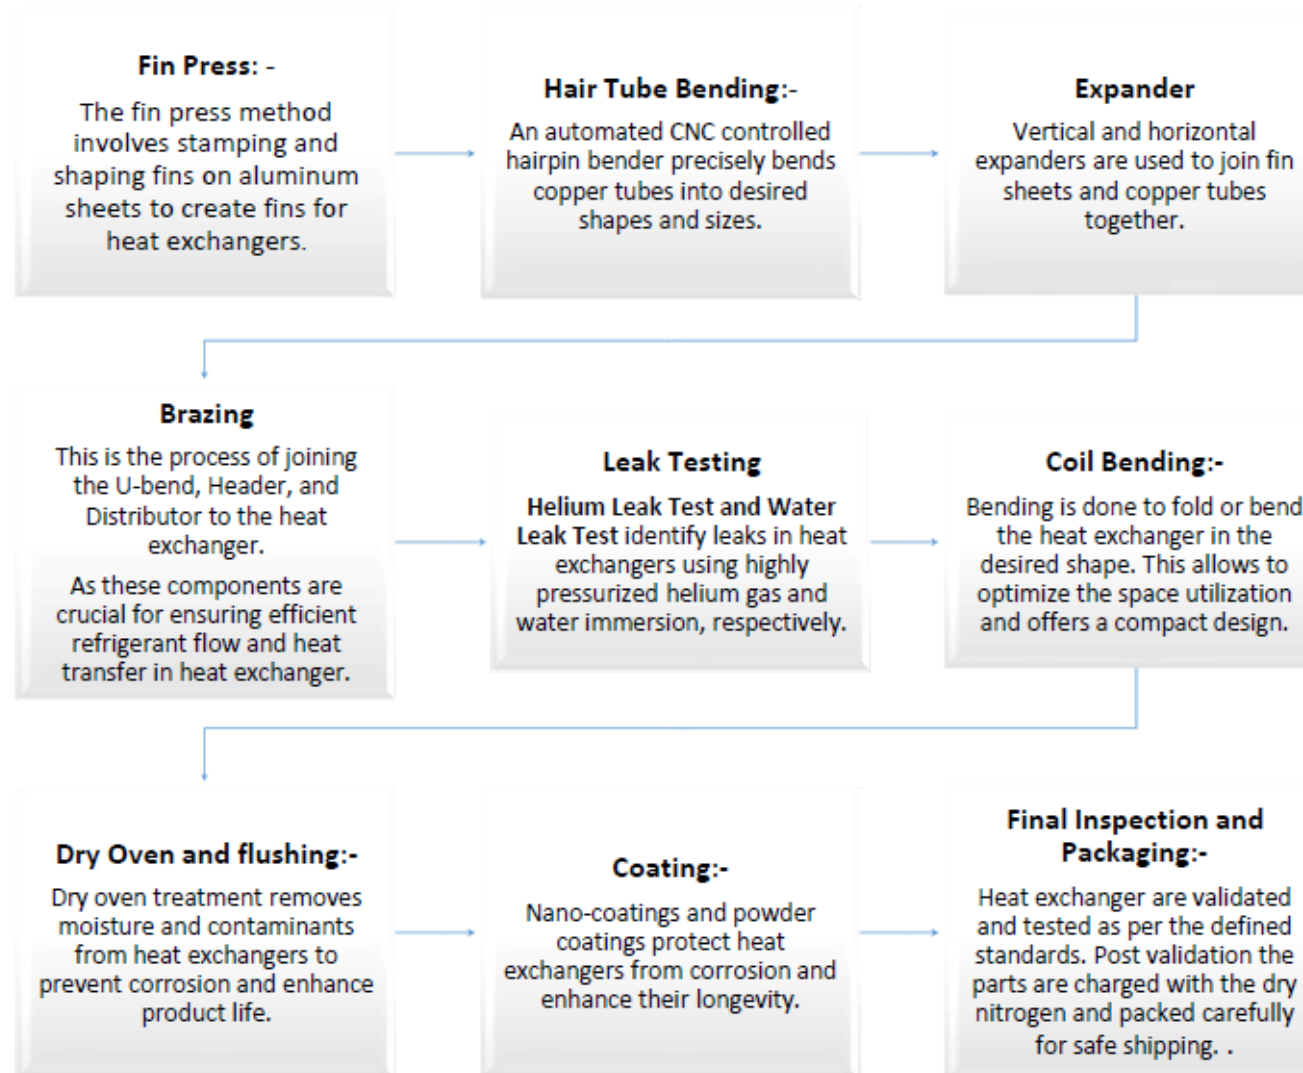 Fin Press: -
The fin press method
involves stamping and
shaping fins on aluminum
sheets to create fins for
heat exchangers.
Hair Tube Bending:-
An automated CNC controlled
hairpin bender precisely bends
copper tubes into desired
shapes and sizes.
Expander
Vertical and horizontal
expanders are used to join fin
sheets and copper tubes
together.
Brazing
This is the process of joining
the U-bend, Header, and
Distributor to the heat
exchanger.
As these components are
crucial for ensuring efficient
refrigerant flow and heat
transfer in heat exchanger.
Leak Testing
Helium Leak Test and Water
Leak Test identify leaks in heat
exchangers using highly
pressurized helium gas and
water immersion, respectively.
Coil Bending:-
Bending is done to fold or bend
the heat exchanger in the
desired shape. This allows to
optimize the space utilization
and offers a compact design.
Dry Oven and flushing:-
Dry oven treatment removes
moisture and contaminants
from heat exchangers to
prevent corrosion and enhance
product life.
Coating:-
Nano-coatings and powder
coatings protect heat
exchangers from corrosion and
enhance their longevity.
Final Inspection and
Packaging:-
Heat exchanger are validated
and tested as per the defined
standards. Post validation the
parts are charged with the dry
nitrogen and packed carefully
for safe shipping. .